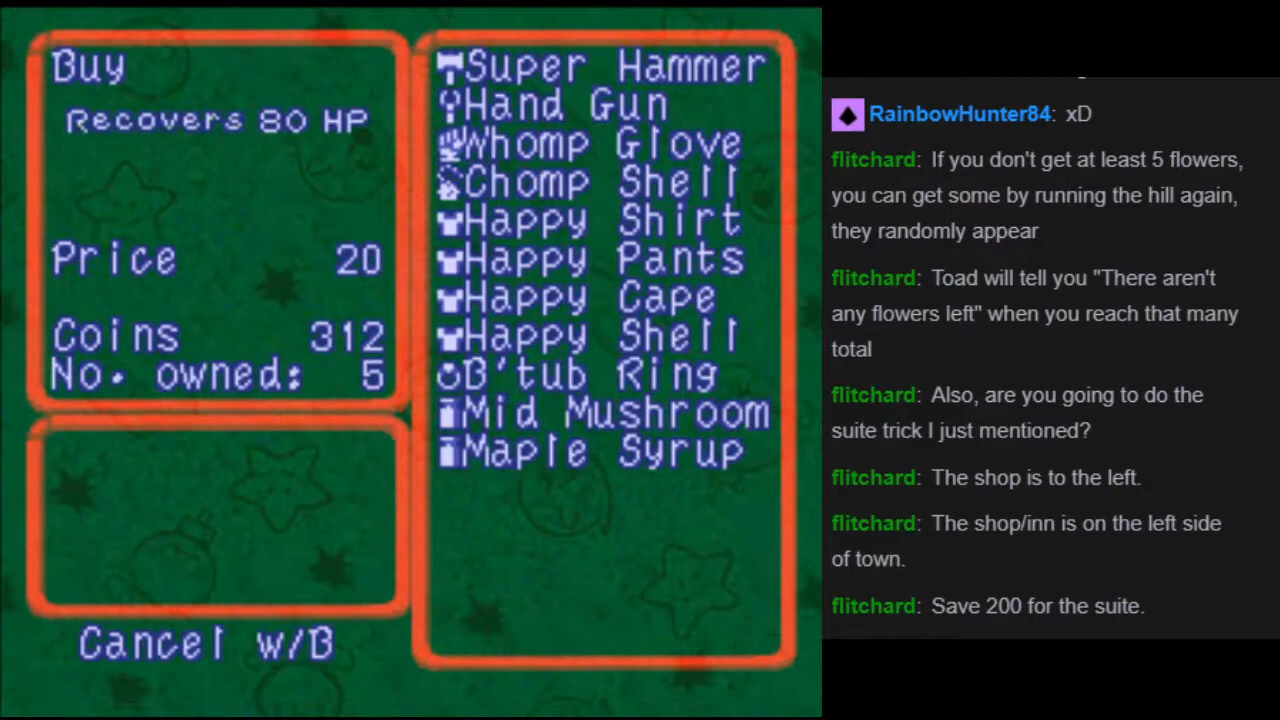 Buy
Recovers 80 HP
Price 20
Coins 312
No. owned: 5
Cancel w/B
Super Hammer
Hand Gun
Whomp Glove
Chomp Shell
Happy Shirt
Happy Pants
Happy Cape
Happy Shell
B'tub Ring
Mid Mushroom
Maple Syrup
RainbowHunter84: xD
flitchard: If you don't get at least 5 flowers,
you can get some by running the hill again,
they randomly appear
flitchard: Toad will tell you "There aren't
any flowers left" when you reach that many
total
flitchard: Also, are you going to do the
suite trick I just mentioned?
flitchard: The shop is to the left.
flitchard: The shop/inn is on the left side
of town.
flitchard: Save 200 for the suite.